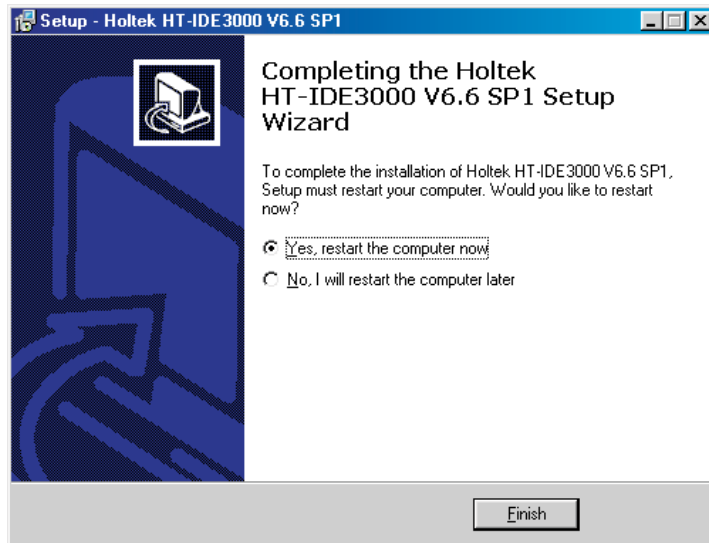 Setup - Holtek HT-IDE3000 V6.6 SP1
Completing the Holtek
HT-IDE3000 V6.6 SP1 Setup
Wizard
To complete the installation of Holtek HT-IDE3000 V6.6 SP1,
Setup must restart your computer. Would you like to restart
now?
Yes, restart the computer now
No, I will restart the computer later
Finish